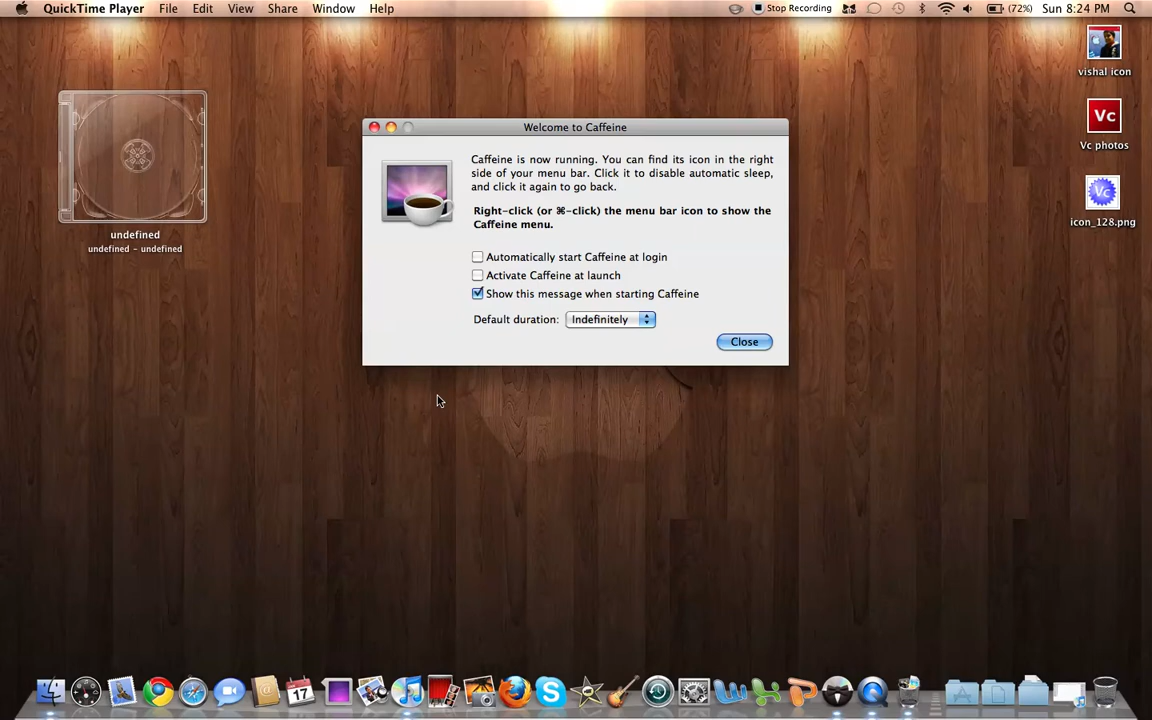 QuickTime Player File Edit View Share Window Help Stop Recording (72%) Sun 8:24 PM
vishal icon
Vc
Vc photos
Vc
icon_128.png
undefined
undefined - undefined
Welcome to Caffeine
Caffeine is now running. You can find its icon in the right
side of your menu bar. Click it to disable automatic sleep,
and click it again to go back.
Right-click (or ⌘-click) the menu bar icon to show the
Caffeine menu.
Automatically start Caffeine at login
Activate Caffeine at launch
Show this message when starting Caffeine
Default duration: Indefinitely
Close
17